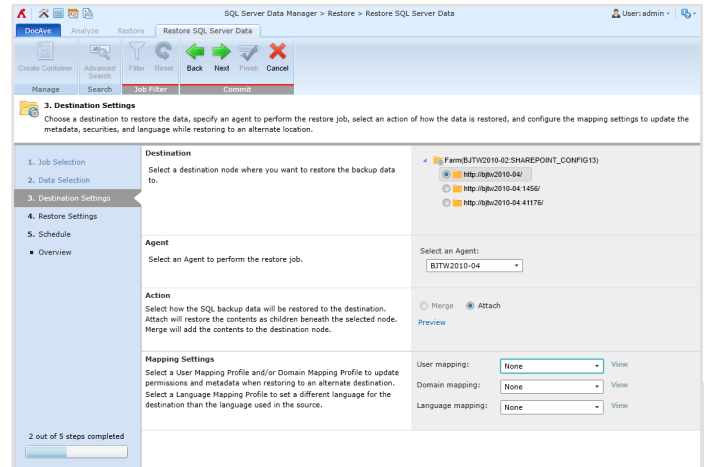 SQL Server Data Manager > Restore > Restore SQL Server Data
User: admin
DocAve Analyze Restore Restore SQL Server Data
Create Container Advanced Search Filter Reset Back Next Finish Cancel
Manage Search Job Filter Commit
3. Destination Settings
Choose a destination to restore the data, specify an agent to perform the restore job, select an action of how the data is restored, and configure the mapping settings to update the
metadata, securities, and language while restoring to an alternate location.
1. Job Selection
2. Data Selection
3. Destination Settings
4. Restore Settings
5. Schedule
Overview
2 out of 5 steps completed
Destination
Select a destination node where you want to restore the backup data
to.
Farm(BJTW2010-02:SHAREPOINT_CONFIG13)
http://bjtw2010-04/
http://bjtw2010-04:1456/
http://bjtw2010-04:41176/
Agent
Select an Agent to perform the restore job.
Select an Agent:
BJTW2010-04
Action
Select how the SQL backup data will be restored to the destination.
Attach will restore the contents as children beneath the selected node.
Merge will add the contents to the destination node.
Merge Attach
Preview
Mapping Settings
Select a User Mapping Profile and/or Domain Mapping Profile to update
permissions and metadata when restoring to an alternate destination.
Select a Language Mapping Profile to set a different language for the
destination than the language used in the source.
User mapping: None View
Domain mapping: None View
Language mapping: None View